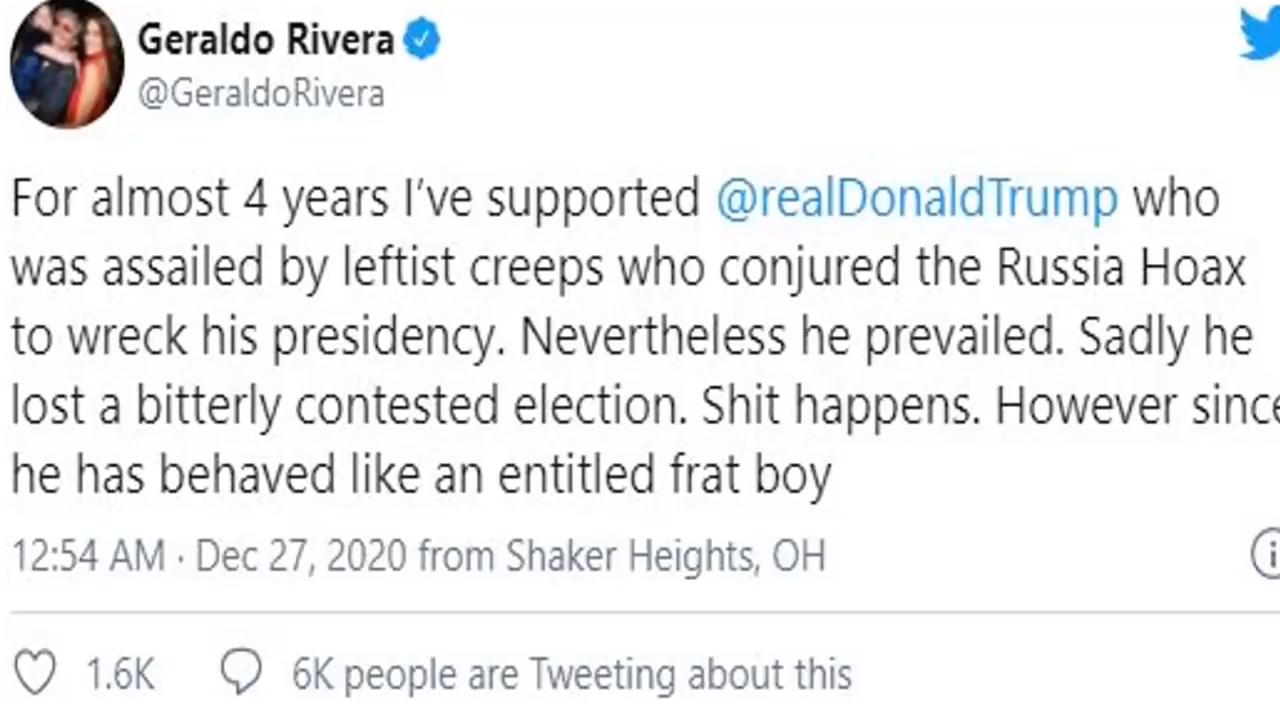 Geraldo Rivera
@GeraldoRivera
For almost 4 years I've supported @realDonaldTrump who
was assailed by leftist creeps who conjured the Russia Hoax
to wreck his presidency. Nevertheless he prevailed. Sadly he
lost a bitterly contested election. Shit happens. However since
he has behaved like an entitled frat boy
12:54 AM · Dec 27, 2020 from Shaker Heights, OH
1.6K 6K people are Tweeting about this